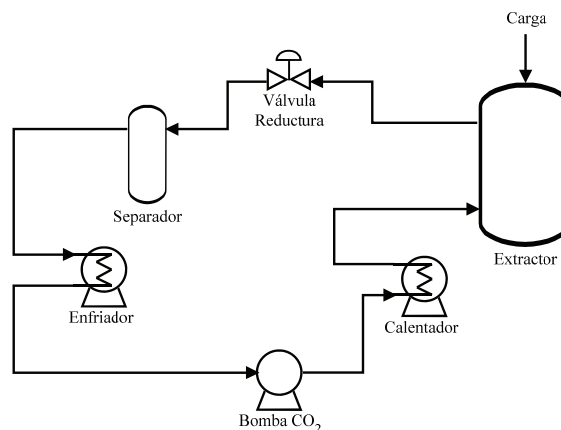 Carga
Válvula
Reductura
Separador
Extractor
Enfriador
Calentador
Bomba CO2